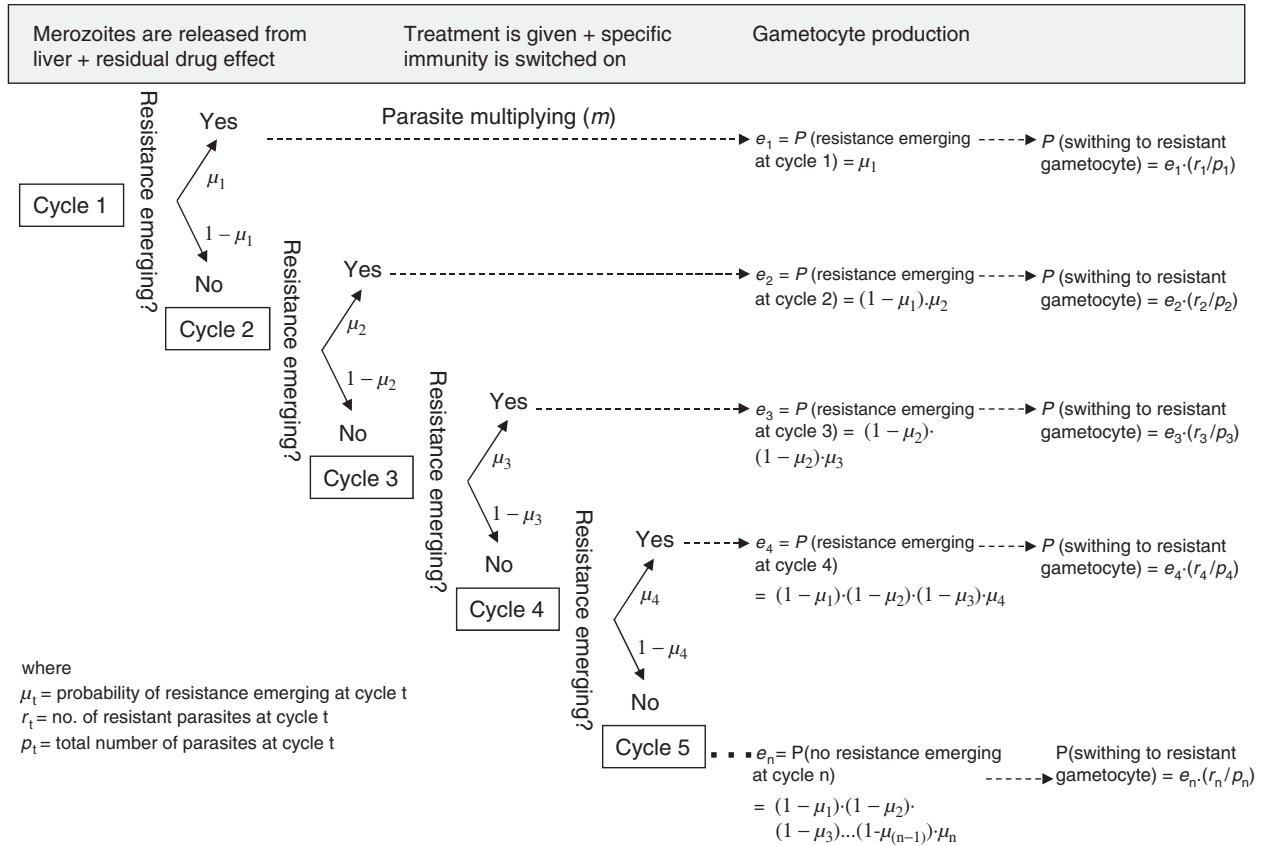 Merozoites are released from
liver + residual drug effect
Treatment is given + specific
immunity is switched on
Gametocyte production
Cycle 1
Resistance emerging?
Yes
μ1
1 – μ1
No
Parasite multiplying (m)
e1 = P (resistance emerging
at cycle 1) = μ1
P (swithing to resistant
gametocyte) = e1·(r1/p1)
Cycle 2
Resistance emerging?
Yes
μ2
1 – μ2
No
e2 = P (resistance emerging
at cycle 2) = (1 – μ1).μ2
P (swithing to resistant
gametocyte) = e2·(r2/p2)
Cycle 3
Resistance emerging?
Yes
μ3
1 – μ3
No
e3 = P (resistance emerging
at cycle 3) = (1 – μ2)·
(1 – μ2)·μ3
P (swithing to resistant
gametocyte) = e3·(r3/p3)
Cycle 4
Resistance emerging?
Yes
μ4
1 – μ4
No
e4 = P (resistance emerging
at cycle 4)
= (1 – μ1)·(1 – μ2)·(1 – μ3)·μ4
P (swithing to resistant
gametocyte) = e4·(r4/p4)
Cycle 5
en = P(no resistance emerging
at cycle n)
= (1 – μ1)·(1 – μ2)·
(1 – μ3)...(1-μ(n–1))·μn
P(swithing to resistant
gametocyte) = en.(rn/pn)
where
μt = probability of resistance emerging at cycle t
rt = no. of resistant parasites at cycle t
pt = total number of parasites at cycle t